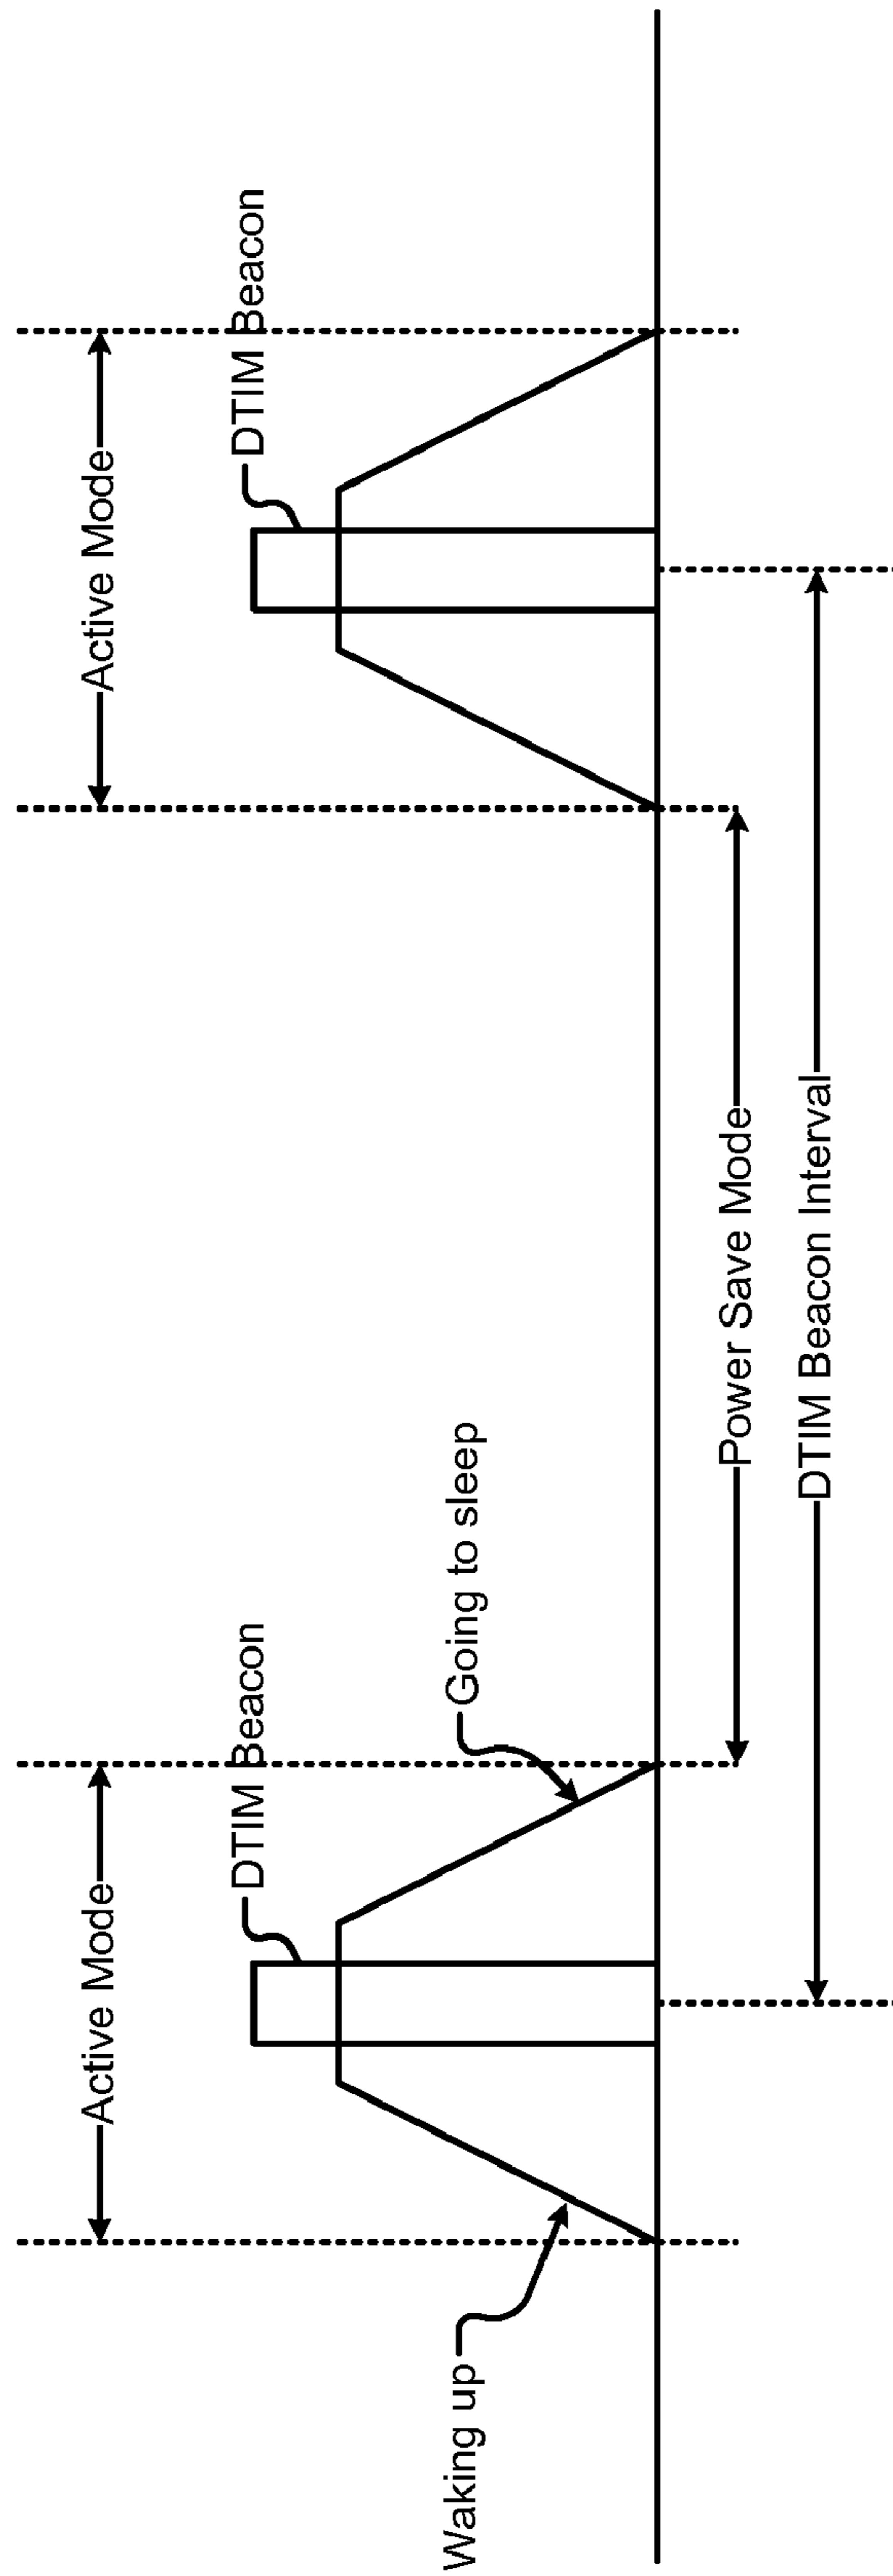 Active Mode
Active Mode
DTIM Beacon
DTIM Beacon
Waking up
Going to sleep
Power Save Mode
DTIM Beacon Interval